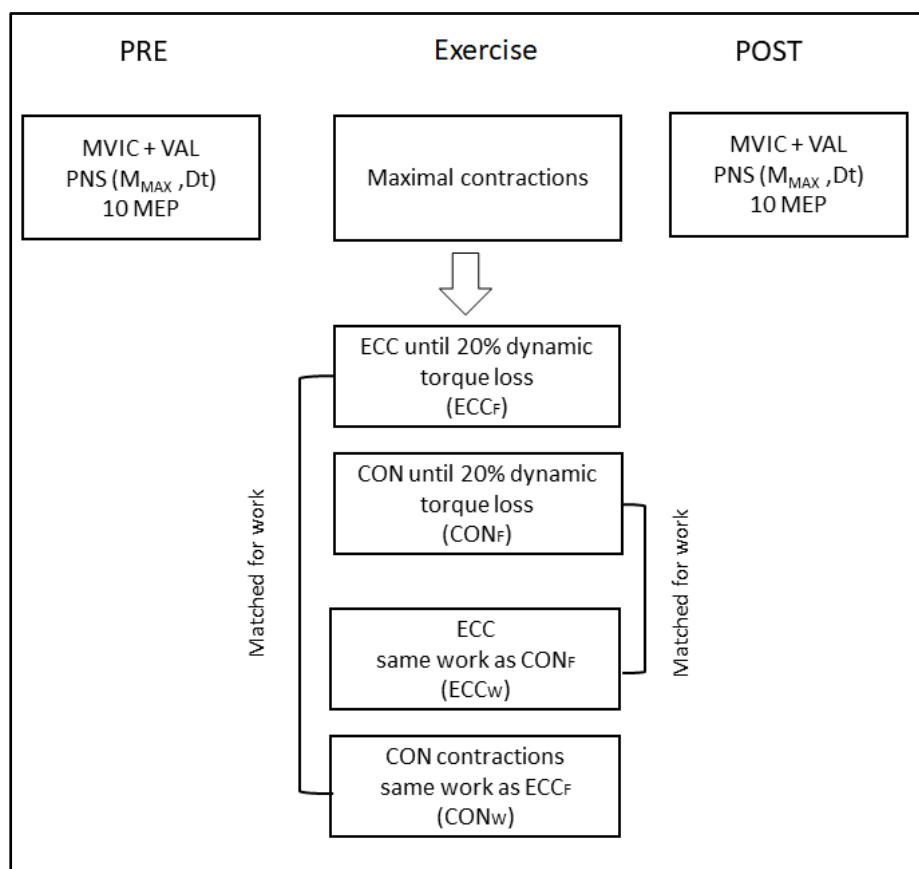 PRE
Exercise
POST
MVIC + VAL
PNS (MMAX ,Dt)
10 MEP
Maximal contractions
MVIC + VAL
PNS (MMAX ,Dt)
10 MEP
ECC until 20% dynamic
torque loss
(ECCF)
CON until 20% dynamic
torque loss
(CONF)
ECC
same work as CONF
(ECCW)
CON contractions
same work as ECCF
(CONW)
Matched for work
Matched for work